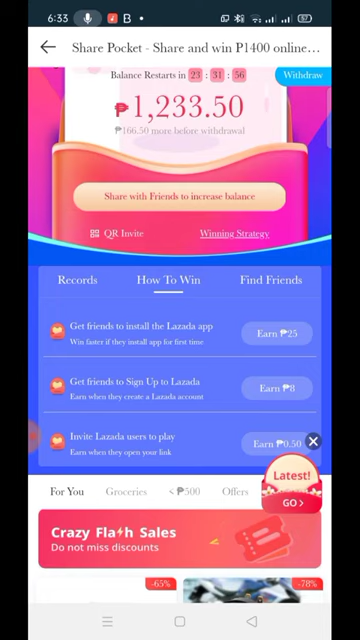 6:33
B
57
Share Pocket - Share and win P1400 online…
Balance Restarts in 23 : 31 : 56
Withdraw
₱1,233.50
₱166.50 more before withdrawal
Share with Friends to increase balance
QR Invite
Winning Strategy
Records
How To Win
Find Friends
Get friends to install the Lazada app
Win faster if they install app for first time
Earn ₱25
Get friends to Sign Up to Lazada
Earn when they create a Lazada account
Earn ₱8
Invite Lazada users to play
Earn when they open your link
Earn ₱0.50
Latest!
GO >
For You
Groceries
< ₱500
Offers
Crazy Flash Sales
Do not miss discounts
-65%
-78%